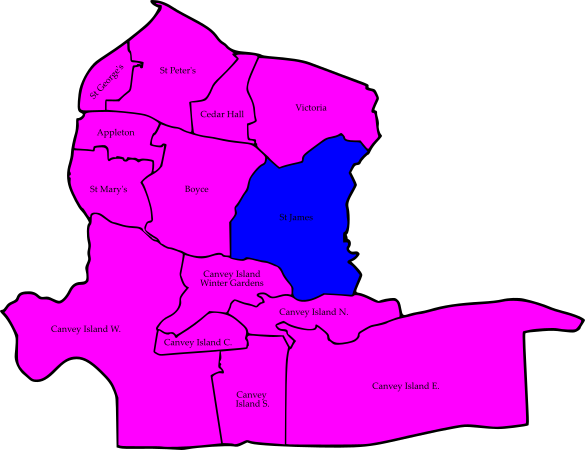 St Peter's
St George's
Cedar Hall
Victoria
Appleton
St Mary's
Boyce
St James
Canvey Island
Winter Gardens
Canvey Island N.
Canvey Island W.
Canvey Island C.
Canvey Island E.
Canvey
Island S.